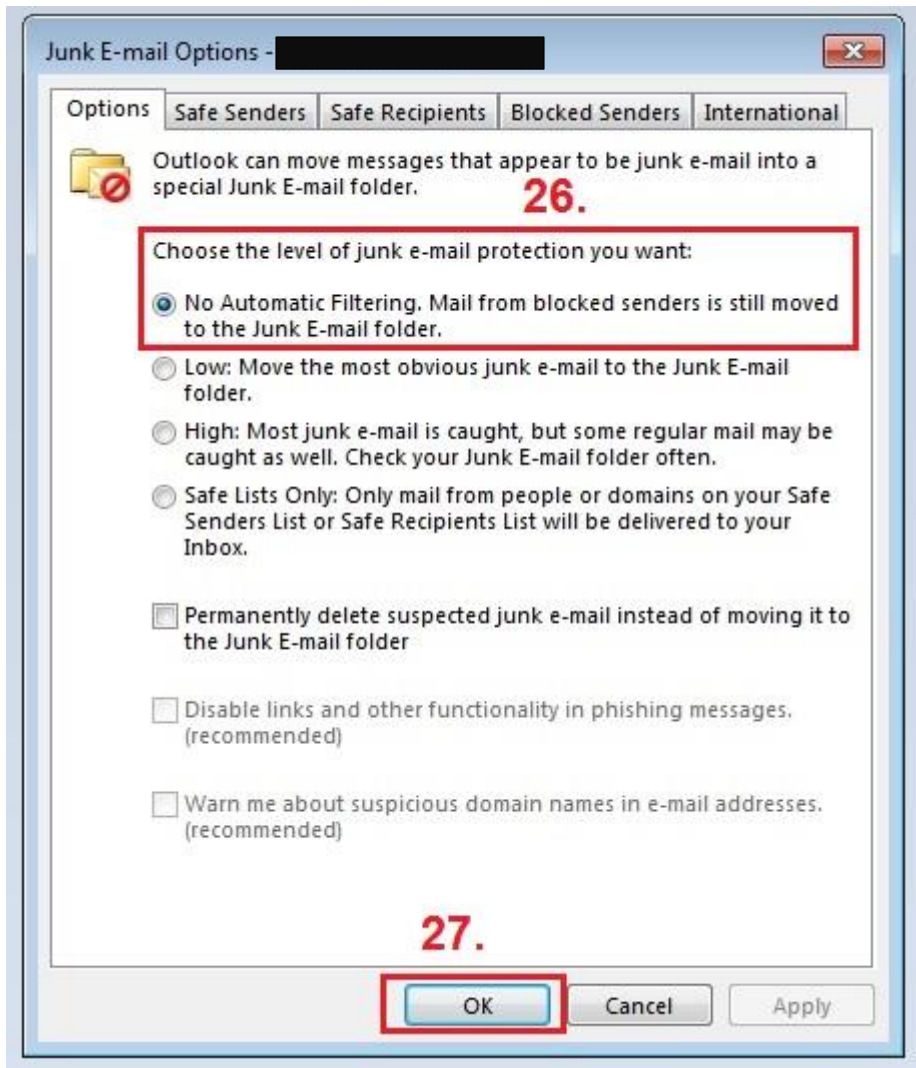 Junk E-mail Options -
Options
Safe Senders
Safe Recipients
Blocked Senders
International
Outlook can move messages that appear to be junk e-mail into a
special Junk E-mail folder.
26.
Choose the level of junk e-mail protection you want:
No Automatic Filtering. Mail from blocked senders is still moved
to the Junk E-mail folder.
Low: Move the most obvious junk e-mail to the Junk E-mail
folder.
High: Most junk e-mail is caught, but some regular mail may be
caught as well. Check your Junk E-mail folder often.
Safe Lists Only: Only mail from people or domains on your Safe
Senders List or Safe Recipients List will be delivered to your
Inbox.
Permanently delete suspected junk e-mail instead of moving it to
the Junk E-mail folder
Disable links and other functionality in phishing messages.
(recommended)
Warn me about suspicious domain names in e-mail addresses.
(recommended)
27.
OK
Cancel
Apply